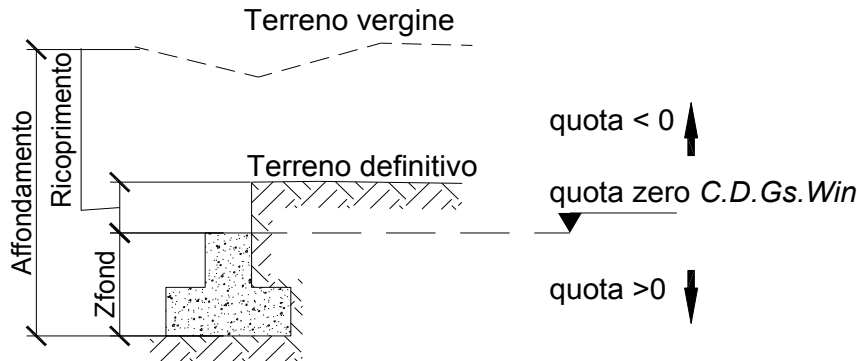 Terreno vergine
Affondamento
Ricoprimento
quota < 0
Terreno definitivo
quota zero C.D.Gs.Win
Zfond
quota >0